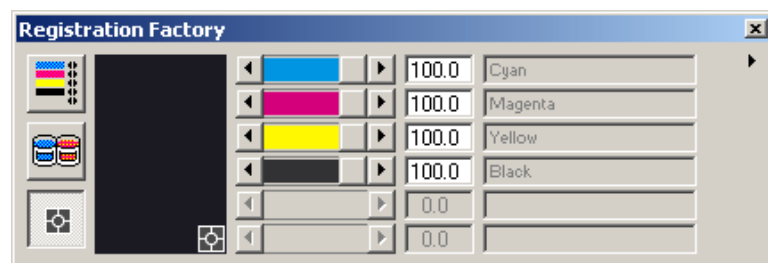 Registration Factory
100.0 Cyan
100.0 Magenta
100.0 Yellow
100.0 Black
0.0
0.0